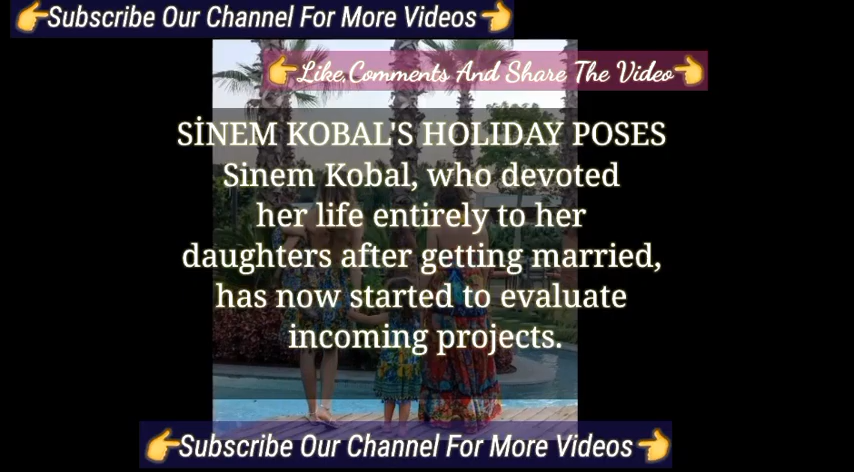 Subscribe Our Channel For More Videos
Like,Comments And Share The Video
SİNEM KOBAL'S HOLIDAY POSES
Sinem Kobal, who devoted
her life entirely to her
daughters after getting married,
has now started to evaluate
incoming projects.
Subscribe Our Channel For More Videos